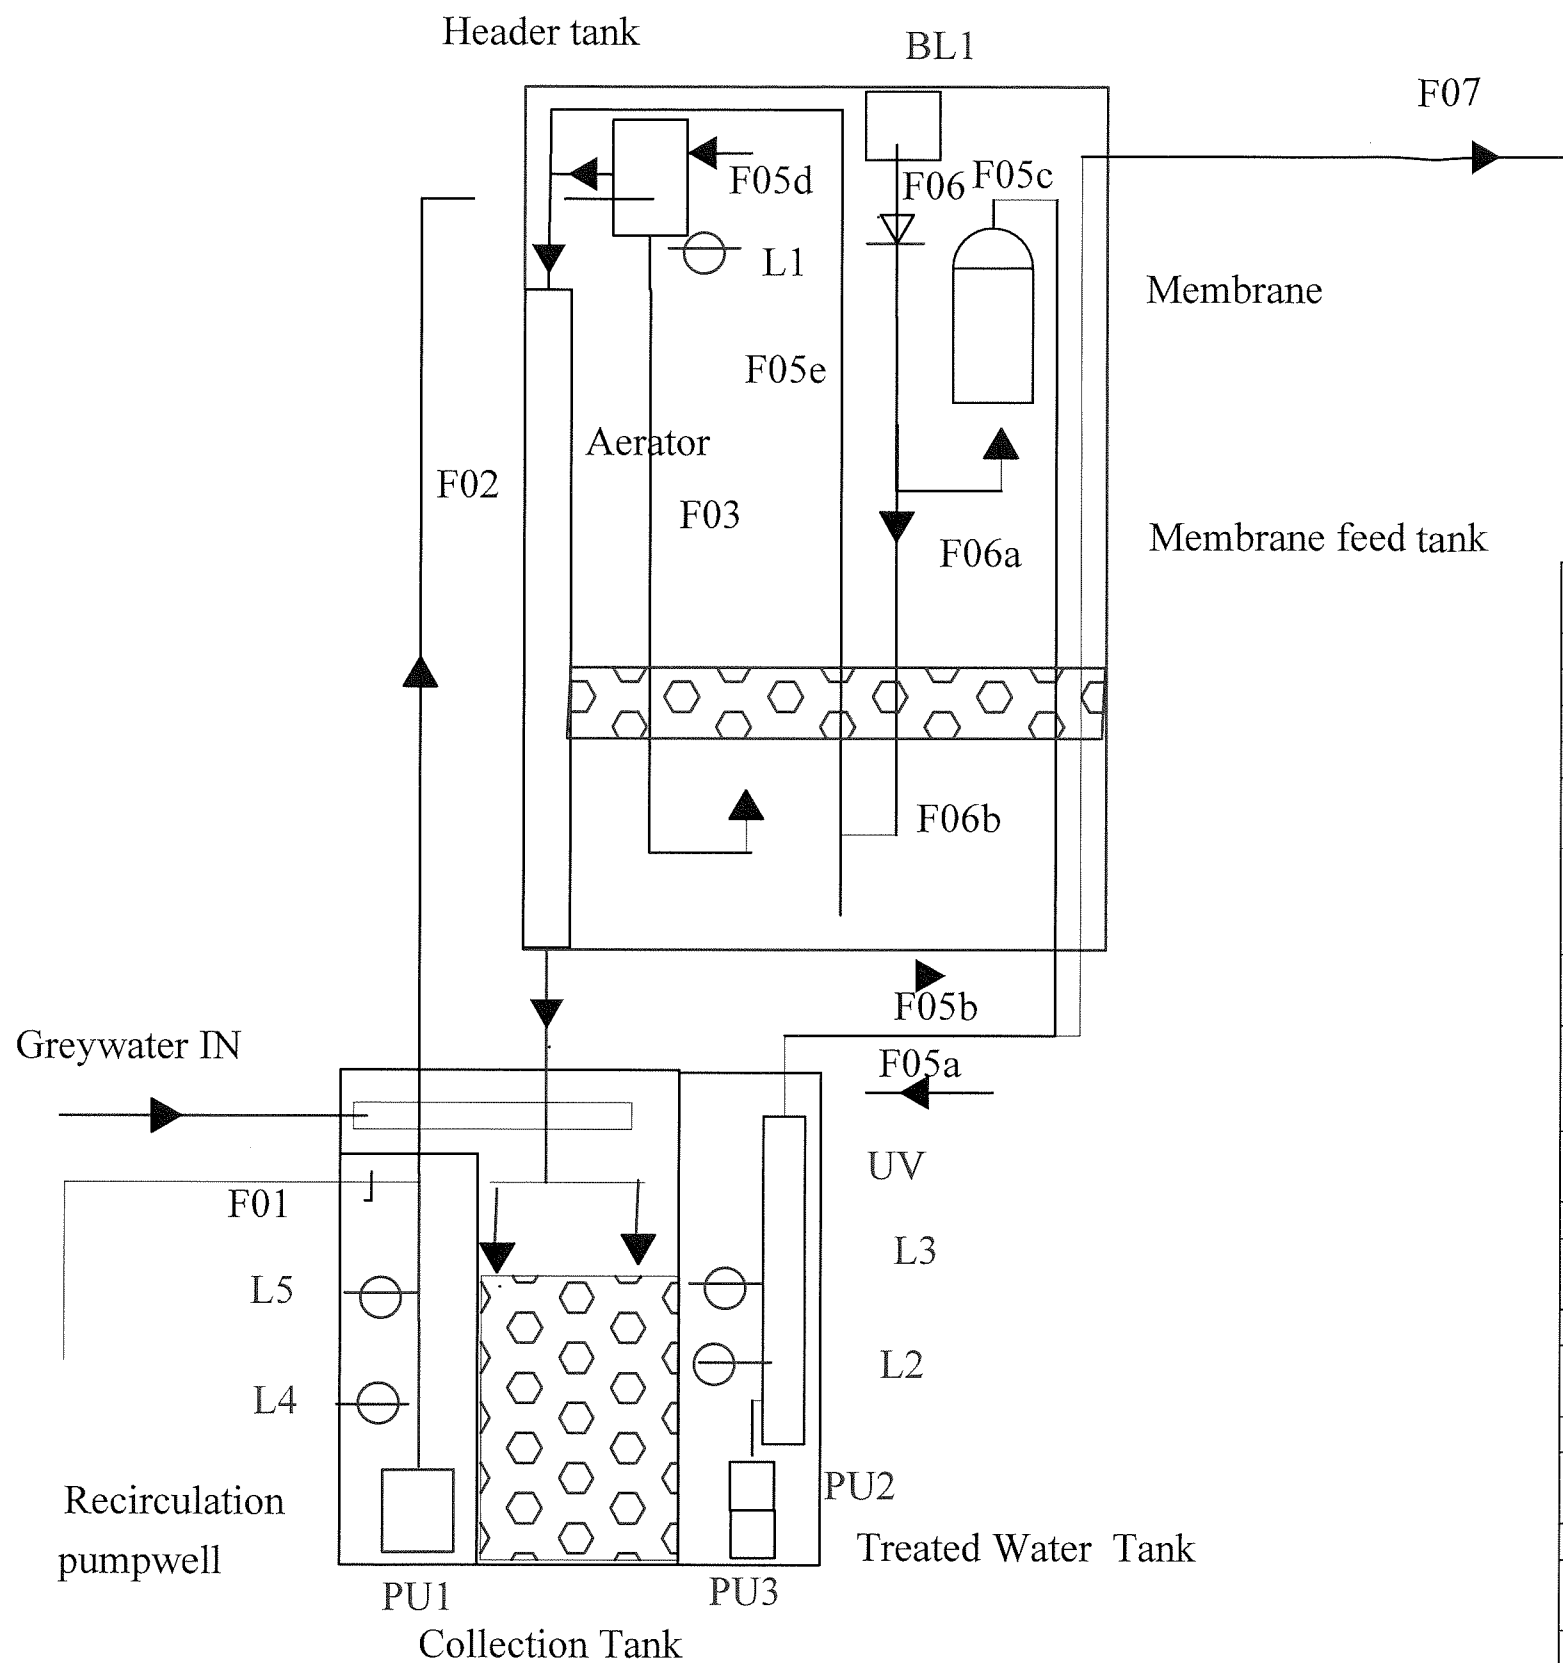 Header tank
BL1
F07
F05d
F06
F05c
L1
Membrane
F05e
Aerator
F02
F03
F06a
Membrane feed tank
F06b
F05b
Greywater IN
F05a
UV
F01
L3
L5
L2
L4
PU2
Recirculation
pumpwell
Treated Water Tank
PU1
PU3
Collection Tank